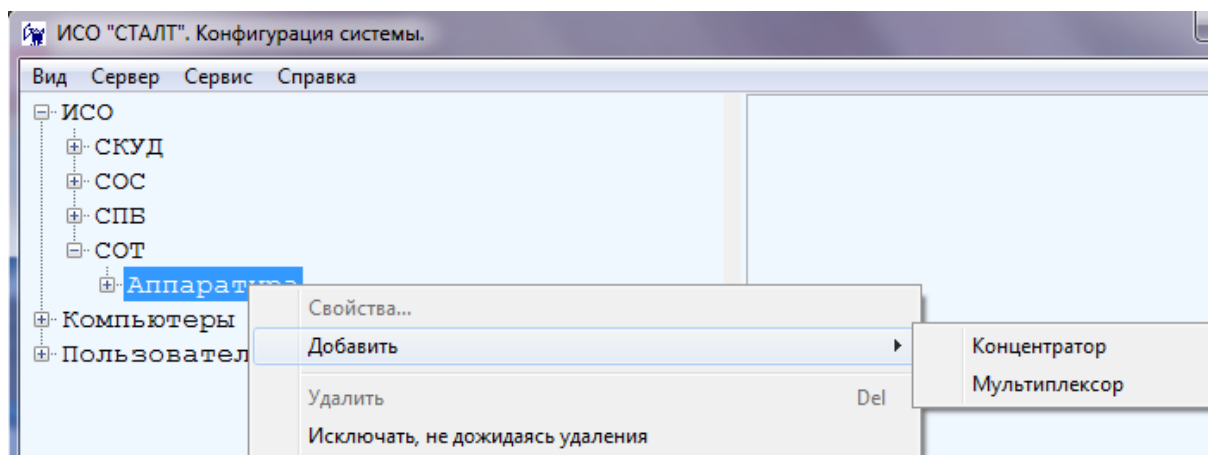 ИСО "СТАЛТ". Конфигурация системы.
Вид Сервер Сервис Справка
ИСО
СКУД
СОС
СПБ
СОТ
Аппаратура
Свойства...
Компьютеры
Добавить
Концентратор
Пользовател
Мультиплексор
Удалить Del
Исключать, не дожидаясь удаления